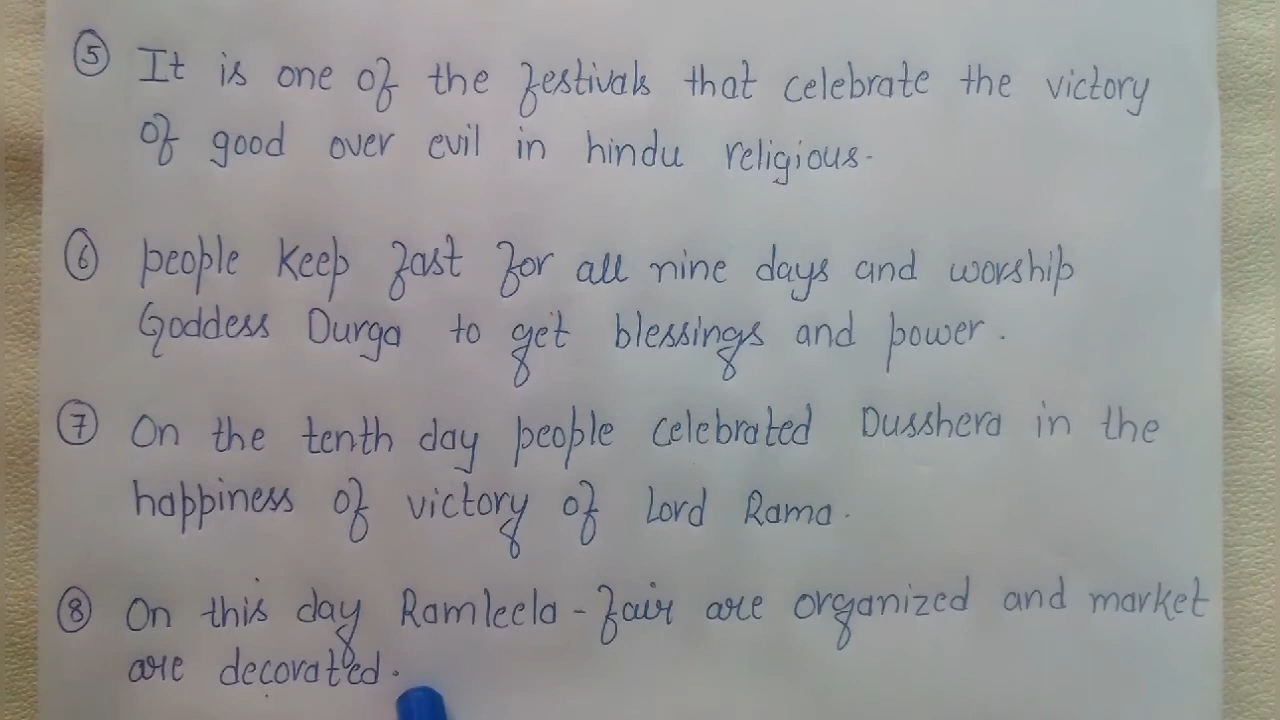 ⑤ It is one of the festivals that celebrate the victory
of good over evil in hindu religious.
⑥ people keep fast for all nine days and worship
Goddess Durga to get blessings and power.
⑦ On the tenth day people celebrated Dusshera in the
happiness of victory of Lord Rama.
⑧ On this day Ramleela - fair are organized and market
are decorated.